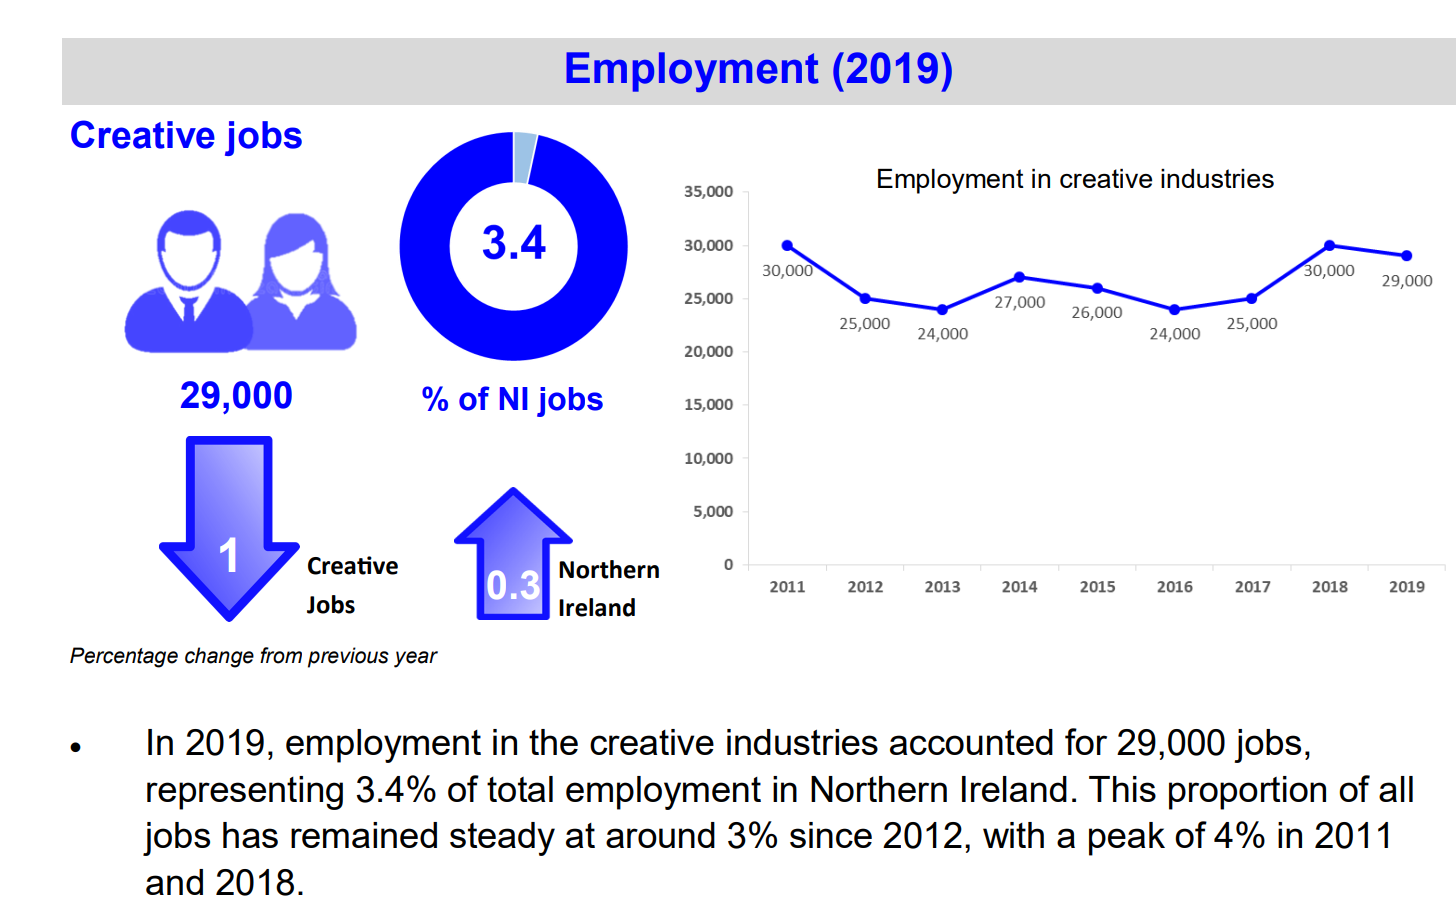 Employment (2019)
Creative jobs
3.4
29,000
% of NI jobs
1
Creative
Jobs
0.3
Northern
Ireland
Percentage change from previous year
Employment in creative industries
35,000
30,000
25,000
20,000
15,000
10,000
5,000
0
30,000
25,000
24,000
27,000
26,000
24,000
25,000
30,000
29,000
2011 2012 2013 2014 2015 2016 2017 2018 2019
• In 2019, employment in the creative industries accounted for 29,000 jobs,
representing 3.4% of total employment in Northern Ireland. This proportion of all
jobs has remained steady at around 3% since 2012, with a peak of 4% in 2011
and 2018.